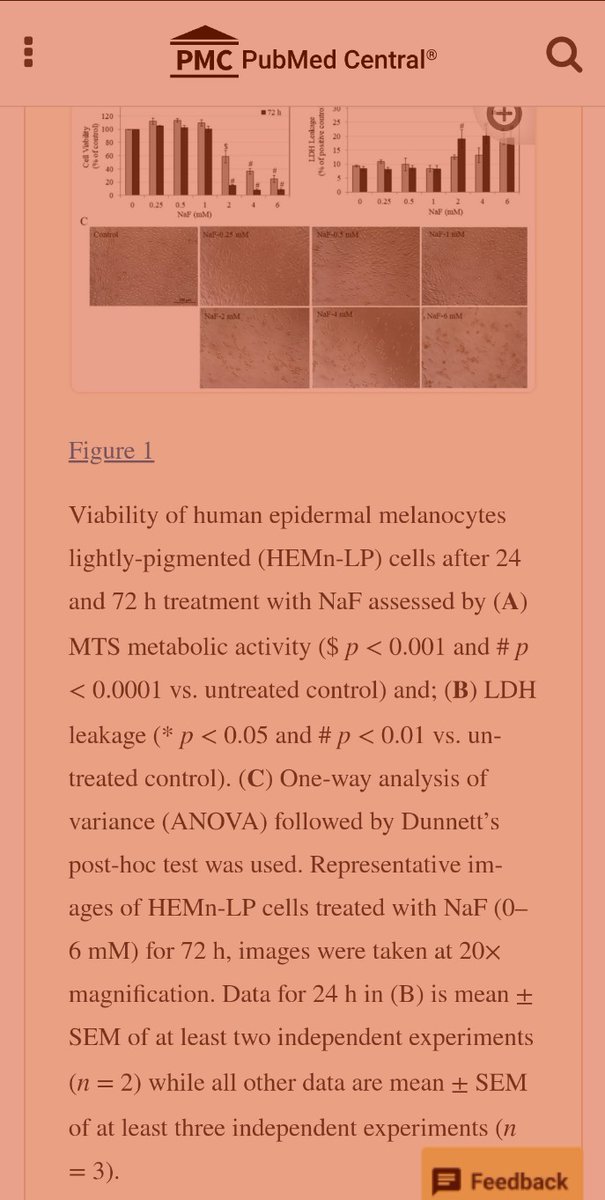 PMC PubMed Central®
120
100
80
60
40
20
0
Cell Viability
(% of control)
72 h
0 0.25 0.5 1 2 4 6
NaF (mM)
$ # # # # #
30
25
20
15
10
5
0
LDH Leakage
(% of positive control
#
0 0.25 0.5 1 2 4 6
NaF (mM)
C
Control
NaF-0.25 mM
NaF-0.5 mM
NaF-1 mM
NaF-2 mM
NaF-4 mM
NaF-6 mM
Figure 1
Viability of human epidermal melanocytes
lightly-pigmented (HEMn-LP) cells after 24
and 72 h treatment with NaF assessed by (A)
MTS metabolic activity ($ p < 0.001 and # p
< 0.0001 vs. untreated control) and; (B) LDH
leakage (* p < 0.05 and # p < 0.01 vs. un-
treated control). (C) One-way analysis of
variance (ANOVA) followed by Dunnett’s
post-hoc test was used. Representative im-
ages of HEMn-LP cells treated with NaF (0–
6 mM) for 72 h, images were taken at 20×
magnification. Data for 24 h in (B) is mean ±
SEM of at least two independent experiments
(n = 2) while all other data are mean ± SEM
of at least three independent experiments (n
= 3).
Feedback